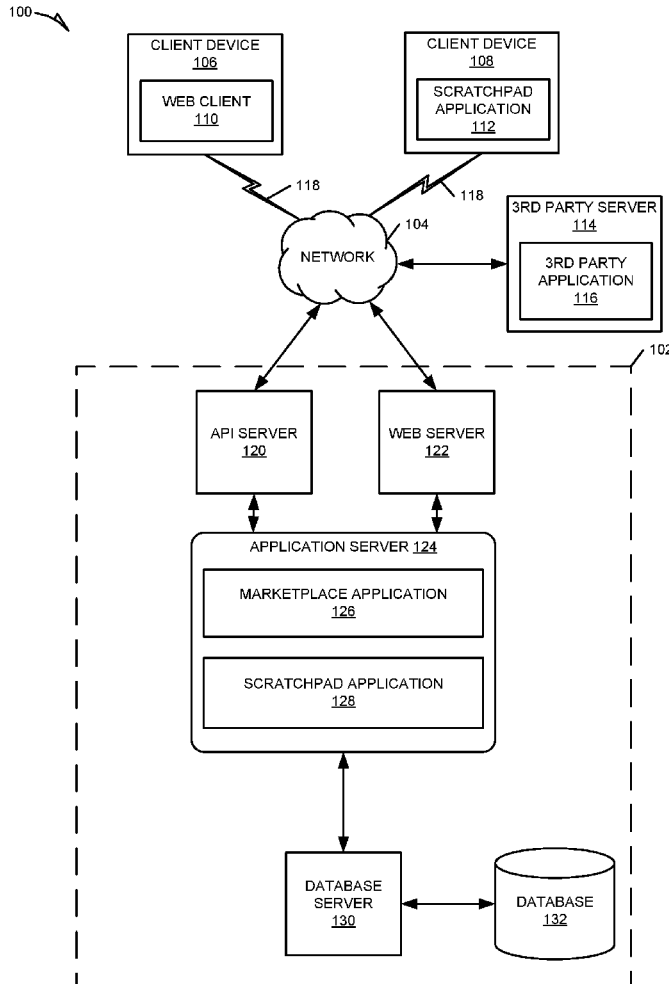 100
CLIENT DEVICE
106
WEB CLIENT
110
CLIENT DEVICE
108
SCRATCHPAD
APPLICATION
112
118
118
104
NETWORK
3RD PARTY SERVER
114
3RD PARTY
APPLICATION
116
102
API SERVER
120
WEB SERVER
122
APPLICATION SERVER 124
MARKETPLACE APPLICATION
126
SCRATCHPAD APPLICATION
128
DATABASE
SERVER
130
DATABASE
132